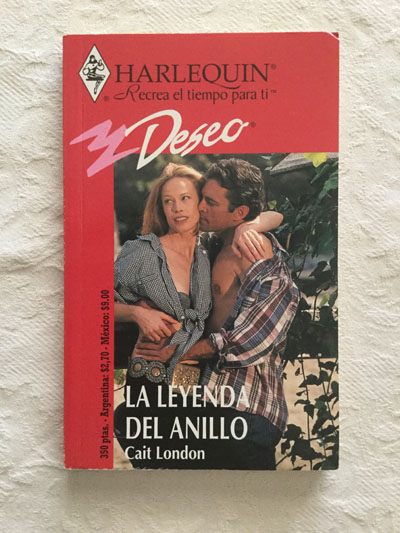 HARLEQUIN®
® Recrea el tiempo para ti™
Deseo®
350 ptas. - Argentina: $2,70 - México: $9.00
LA LEYENDA
DEL ANILLO
Cait London